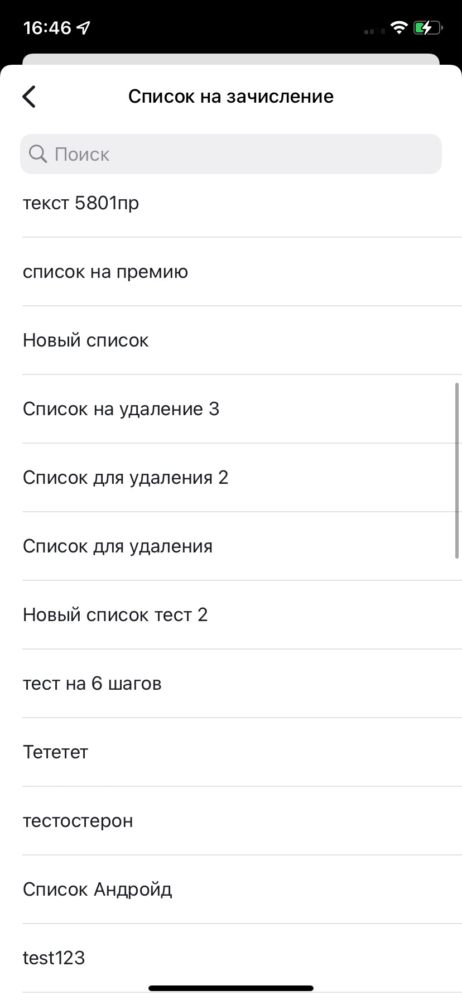 16:46
Список на зачисление
Поиск
текст 5801пр
список на премию
Новый список
Список на удаление 3
Список для удаления 2
Список для удаления
Новый список тест 2
тест на 6 шагов
Тететет
тестостерон
Список Андройд
test123